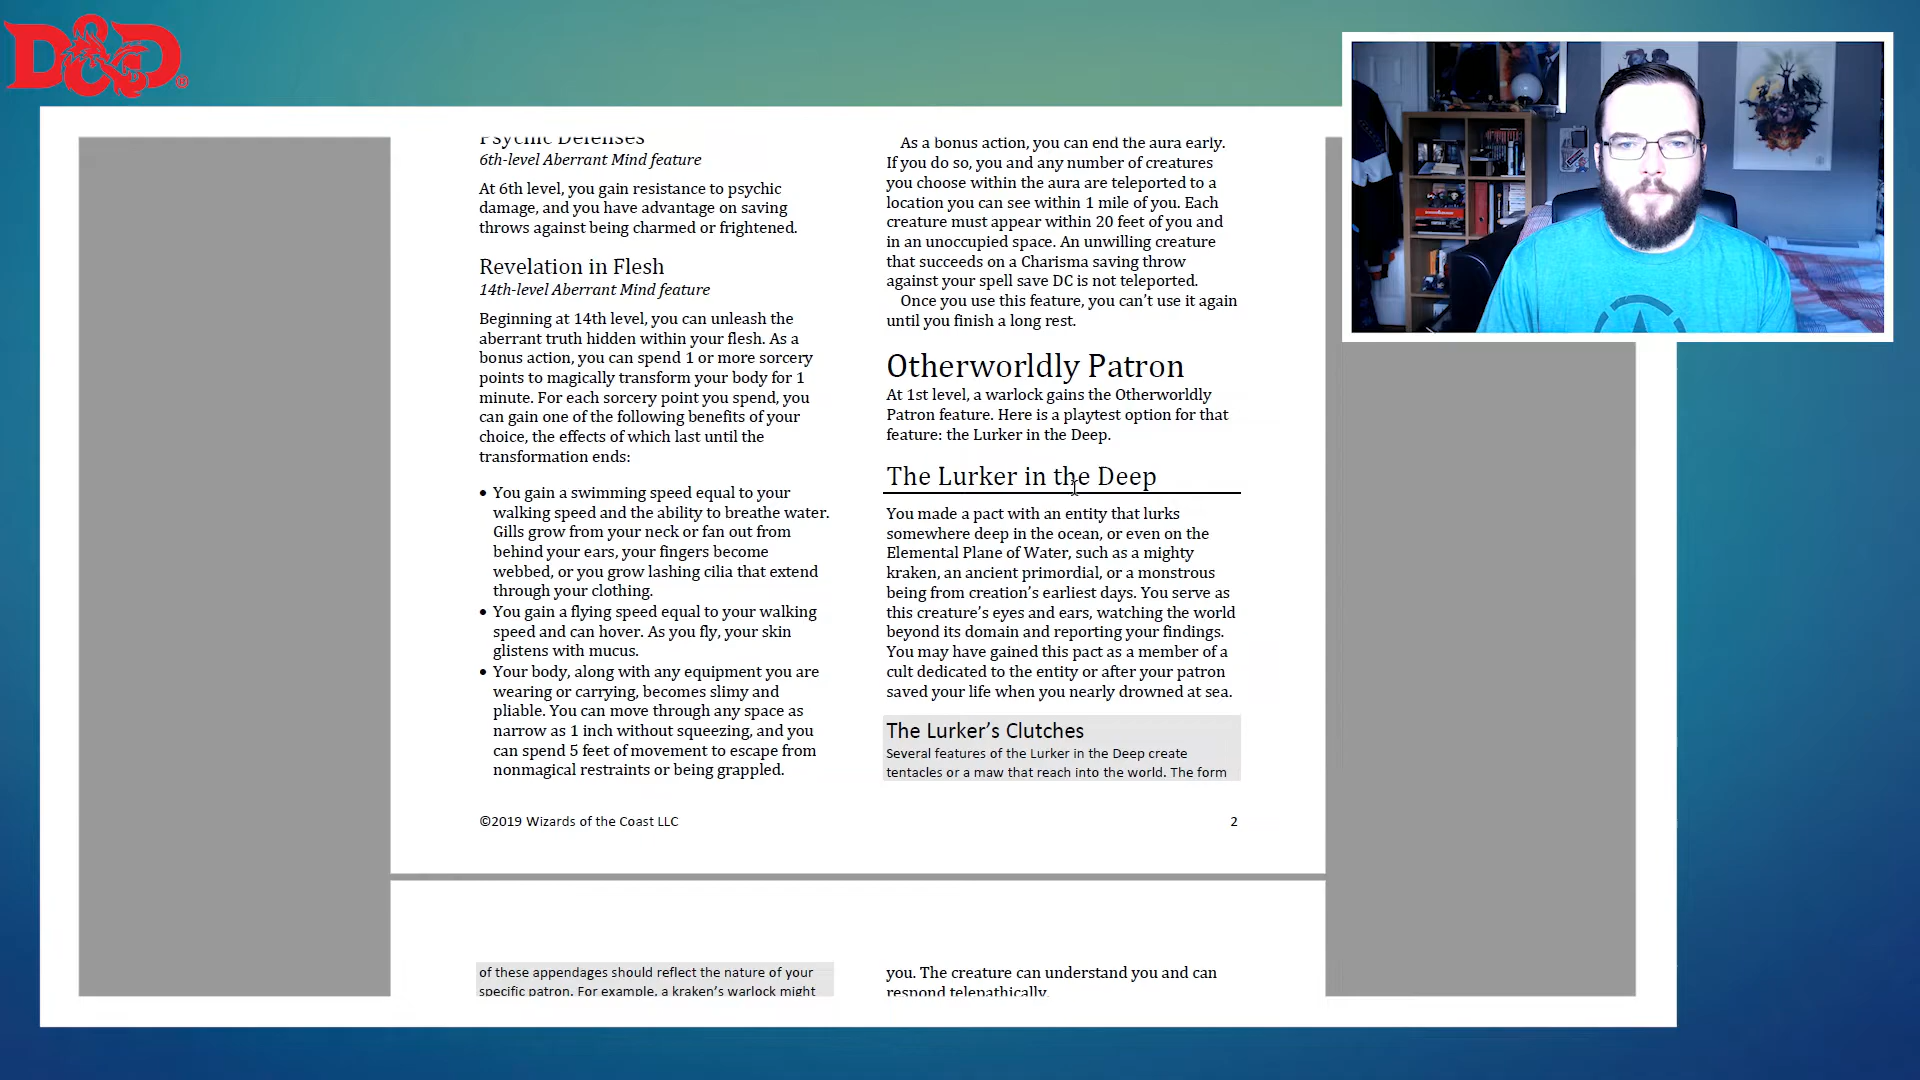 D&D
Psychic Defenses
6th-level Aberrant Mind feature
At 6th level, you gain resistance to psychic
damage, and you have advantage on saving
throws against being charmed or frightened.
Revelation in Flesh
14th-level Aberrant Mind feature
Beginning at 14th level, you can unleash the
aberrant truth hidden within your flesh. As a
bonus action, you can spend 1 or more sorcery
points to magically transform your body for 1
minute. For each sorcery point you spend, you
can gain one of the following benefits of your
choice, the effects of which last until the
transformation ends:
• You gain a swimming speed equal to your
walking speed and the ability to breathe water.
Gills grow from your neck or fan out from
behind your ears, your fingers become
webbed, or you grow lashing cilia that extend
through your clothing.
• You gain a flying speed equal to your walking
speed and can hover. As you fly, your skin
glistens with mucus.
• Your body, along with any equipment you are
wearing or carrying, becomes slimy and
pliable. You can move through any space as
narrow as 1 inch without squeezing, and you
can spend 5 feet of movement to escape from
nonmagical restraints or being grappled.
As a bonus action, you can end the aura early.
If you do so, you and any number of creatures
you choose within the aura are teleported to a
location you can see within 1 mile of you. Each
creature must appear within 20 feet of you and
in an unoccupied space. An unwilling creature
that succeeds on a Charisma saving throw
against your spell save DC is not teleported.
Once you use this feature, you can't use it again
until you finish a long rest.
Otherworldly Patron
At 1st level, a warlock gains the Otherworldly
Patron feature. Here is a playtest option for that
feature: the Lurker in the Deep.
The Lurker in the Deep
You made a pact with an entity that lurks
somewhere deep in the ocean, or even on the
Elemental Plane of Water, such as a mighty
kraken, an ancient primordial, or a monstrous
being from creation's earliest days. You serve as
this creature's eyes and ears, watching the world
beyond its domain and reporting your findings.
You may have gained this pact as a member of a
cult dedicated to the entity or after your patron
saved your life when you nearly drowned at sea.
The Lurker's Clutches
Several features of the Lurker in the Deep create
tentacles or a maw that reach into the world. The form
©2019 Wizards of the Coast LLC
2
of these appendages should reflect the nature of your
specific patron. For example, a kraken's warlock might
you. The creature can understand you and can
respond telepathically.